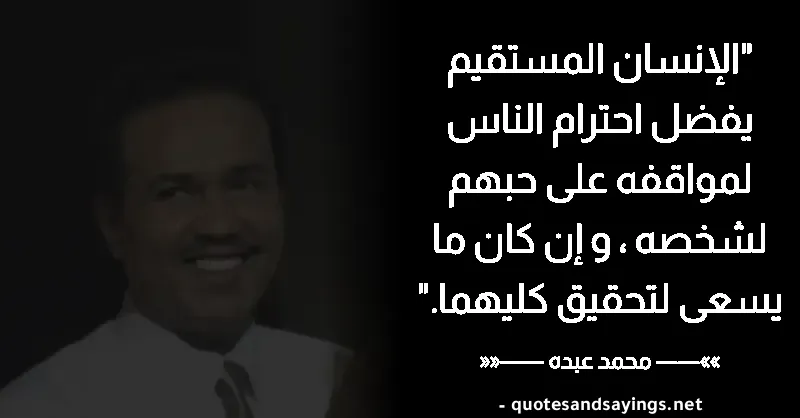 "الإنسان المستقيم
يفضل احترام الناس
لمواقفه على حبهم
لشخصه ، و إن كان ما
يسعى لتحقيق كليهما."
»»—— محمد عبده ——««
- quotesandsayings.net